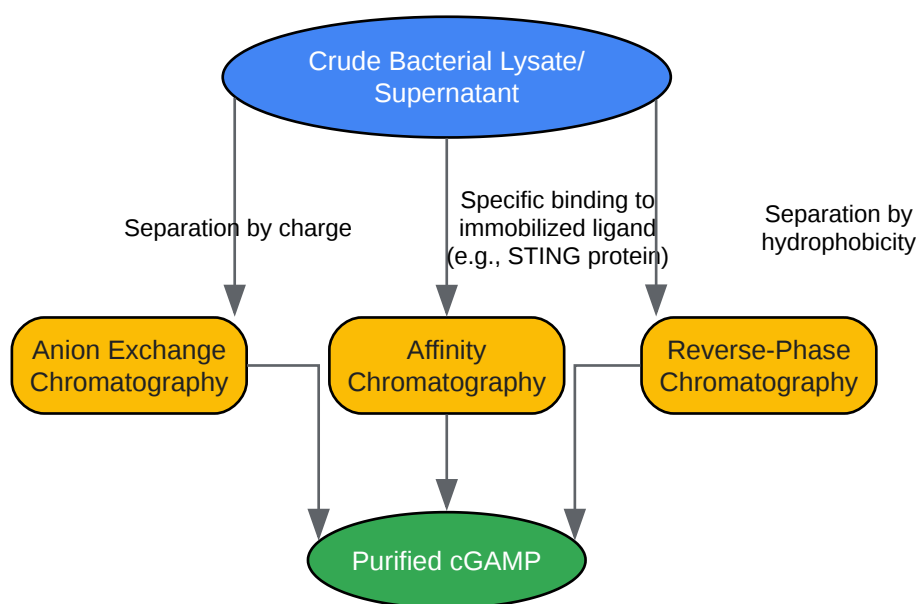 Crude Bacterial Lysate/
Supernatant
Separation by charge
Specific binding to
immobilized ligand
(e.g., STING protein)
Separation by
hydrophobicity
Anion Exchange
Chromatography
Affinity
Chromatography
Reverse-Phase
Chromatography
Purified cGAMP